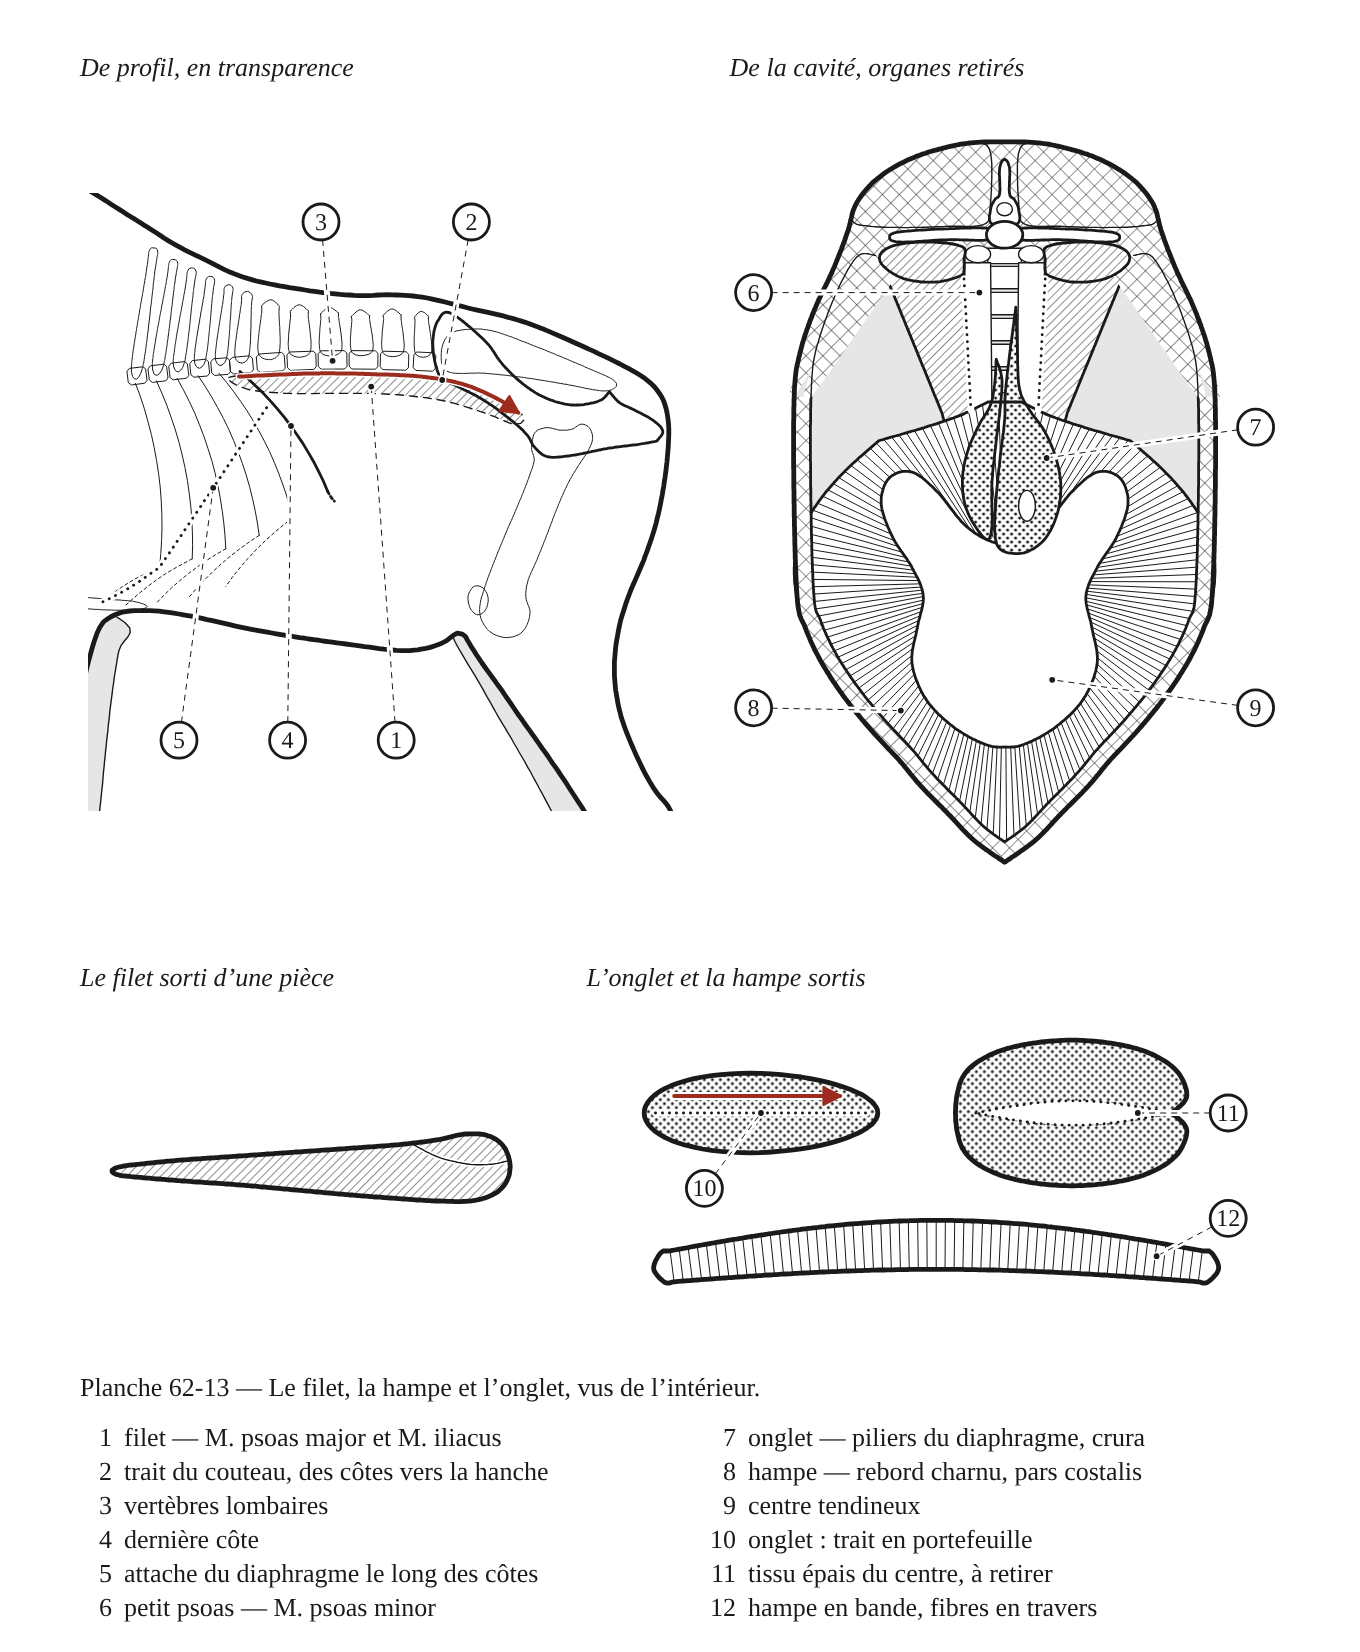 De profil, en transparence
De la cavité, organes retirés
3
2
6
7
8
9
5
4
1
Le filet sorti d’une pièce
L’onglet et la hampe sortis
11
10
12
Planche 62-13 — Le filet, la hampe et l’onglet, vus de l’intérieur.
1 filet — M. psoas major et M. iliacus
2 trait du couteau, des côtes vers la hanche
3 vertèbres lombaires
4 dernière côte
5 attache du diaphragme le long des côtes
6 petit psoas — M. psoas minor
7 onglet — piliers du diaphragme, crura
8 hampe — rebord charnu, pars costalis
9 centre tendineux
10 onglet : trait en portefeuille
11 tissu épais du centre, à retirer
12 hampe en bande, fibres en travers